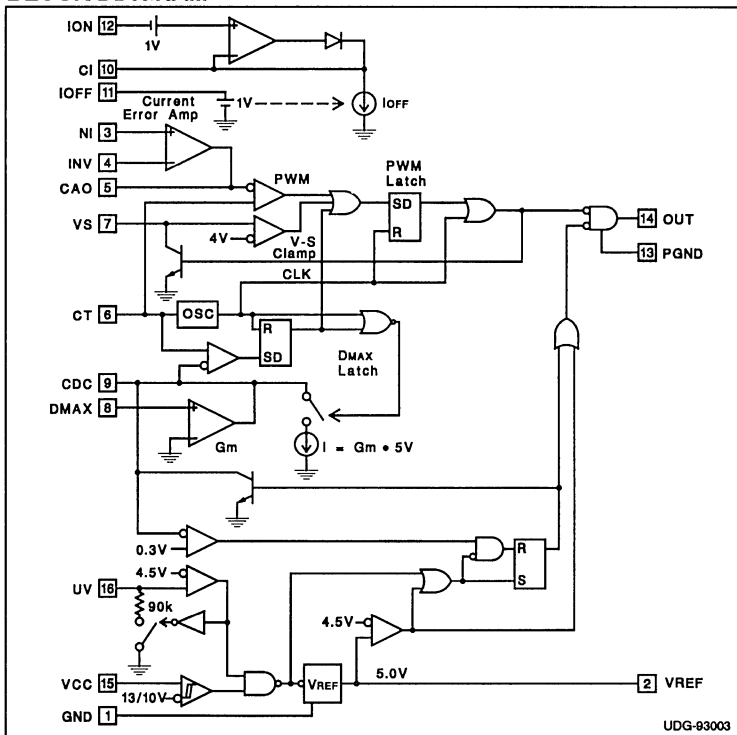 ION 12
1V
CI 10
IOFF 11
1V
IOFF
Current
Error Amp
NI 3
INV 4
CAO 5
PWM
PWM
Latch
SD
R
VS 7
4V
V-S
Clamp
14 OUT
13 PGND
CLK
CT 6
OSC
R
SD
DMAX
Latch
CDC 9
DMAX 8
Gm
I = Gm • 5V
0.3V
R
S
4.5V
UV 16
90k
4.5V
VCC 15
13/10V
VREF
5.0V
2 VREF
GND 1
UDG-93003